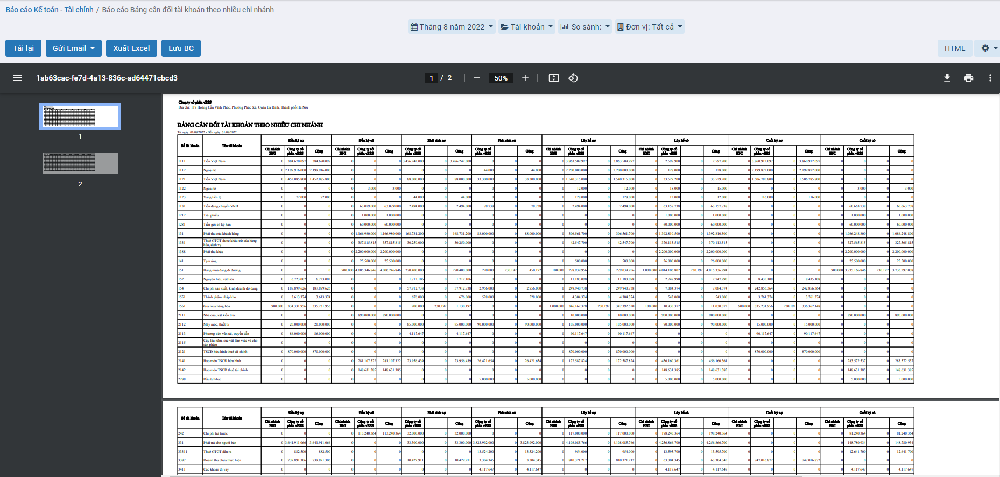 Báo cáo Kế toán - Tài chính / Báo cáo Bảng cân đối tài khoản theo nhiều chi nhánh
Tháng 8 năm 2022 Tài khoản So sánh: Đơn vị: Tất cả
Tải lại Gửi Email Xuất Excel Lưu BC HTML
1ab63cac-fe7d-4a13-836c-ad64471cbcd3 1 / 2 50%
1
2
Công ty cổ phần vBSS
Địa chỉ: 119 Hoàng Cầu Vĩnh Phúc, Phường Phúc Xá, Quận Ba Đình, Thành phố Hà Nội
BẢNG CÂN ĐỐI TÀI KHOẢN THEO NHIỀU CHI NHÁNH
Từ ngày: 01/08/2022 - Đến ngày: 31/08/2022
Số tài khoản Tên tài khoản Đầu kỳ nợ Đầu kỳ có Phát sinh nợ Phát sinh có Lũy kế nợ Lũy kế có Cuối kỳ nợ Cuối kỳ có
Chi nhánh HNI Công ty cổ phần vBSS Cộng Chi nhánh HNI Công ty cổ phần vBSS Cộng Công ty cổ phần vBSS Cộng Công ty cổ phần vBSS Cộng Chi nhánh HNI Công ty cổ phần vBSS Cộng Chi nhánh HNI Công ty cổ phần vBSS Cộng Chi nhánh HNI Công ty cổ phần vBSS Cộng Chi nhánh HNI Công ty cổ phần vBSS Cộng
1111 Tiền Việt Nam 0 384.670.097 384.670.097 0 0 0 3.476.242.000 0 3.476.242.000 0 0 0 0 3.863.509.997 0 3.863.509.997 0 2.597.900 0 2.597.900 0 3.860.912.097 0 3.860.912.097 0 0 0 0
1112 Ngoại tệ 0 2.199.916.000 2.199.916.000 0 0 0 0 0 0 44.000 0 44.000 0 2.200.000.000 0 2.200.000.000 0 128.000 0 128.000 0 2.199.872.000 0 2.199.872.000 0 0 0 0
1121 Tiền Việt Nam 0 1.452.085.800 1.452.085.800 0 0 0 88.000.000 0 88.000.000 33.300.000 0 33.300.000 0 1.540.315.000 0 1.540.315.000 0 33.529.200 0 33.529.200 0 1.506.785.800 0 1.506.785.800 0 0 0 0
1122 Ngoại tệ 0 0 0 0 3.000 3.000 0 0 0 0 0 0 0 12.000 0 12.000 0 15.000 0 15.000 0 0 0 0 0 3.000 0 3.000
1123 Vàng tiền tệ 0 72.000 72.000 0 0 0 44.000 0 44.000 0 0 0 0 128.000 0 128.000 0 12.000 0 12.000 0 116.000 0 116.000 0 0 0 0
1131 Tiền đang chuyển VND 0 0 0 0 63.079.000 63.079.000 2.494.000 0 2.494.000 78.738 0 78.738 0 2.494.000 0 2.494.000 0 63.157.738 0 63.157.738 0 0 0 0 0 60.663.738 0 60.663.738
1212 Trái phiếu 0 0 0 0 1.000.000 1.000.000 0 0 0 0 0 0 0 0 0 0 0 1.000.000 0 1.000.000 0 0 0 0 0 1.000.000 0 1.000.000
1281 Tiền gửi có kỳ hạn 0 0 0 0 60.000.000 60.000.000 0 0 0 0 0 0 0 0 0 0 0 60.000.000 0 60.000.000 0 0 0 0 0 60.000.000 0 60.000.000
131 Phải thu của khách hàng 0 0 0 0 1.166.980.000 1.166.980.000 168.731.200 0 168.731.200 88.000.000 0 88.000.000 0 306.561.700 0 306.561.700 0 1.392.810.500 0 1.392.810.500 0 0 0 0 0 1.086.248.800 0 1.086.248.800
1331 Thuế GTGT được khấu trừ của hàng hóa, dịch vụ 0 0 0 0 357.815.815 357.815.815 30.250.000 0 30.250.000 0 0 0 0 42.547.700 0 42.547.700 0 370.113.515 0 370.113.515 0 0 0 0 0 327.565.815 0 327.565.815
1388 Phải thu khác 0 0 0 0 2.200.000.000 2.200.000.000 0 0 0 0 0 0 0 0 0 0 0 2.200.000.000 0 2.200.000.000 0 0 0 0 0 2.200.000.000 0 2.200.000.000
141 Tạm ứng 0 0 0 0 25.500.000 25.500.000 0 0 0 0 0 0 0 500.000 0 500.000 0 26.000.000 0 26.000.000 0 0 0 0 0 25.500.000 0 25.500.000
151 Hàng mua đang đi đường 0 0 0 900.000 4.005.346.846 4.006.246.846 270.400.000 0 270.400.000 220.000 230.192 450.192 100.000 278.939.956 0 279.039.956 1.000.000 4.014.106.802 230.192 4.015.336.994 0 0 0 0 900.000 3.735.166.846 230.192 3.736.297.038
152 Nguyên liệu, vật liệu 0 6.723.002 6.723.002 0 0 0 1.712.106 0 1.712.106 0 0 0 0 11.183.098 0 11.183.098 0 2.747.990 0 2.747.990 0 8.435.108 0 8.435.108 0 0 0 0
154 Chi phí sản xuất, kinh doanh dở dang 0 187.899.626 187.899.626 0 0 0 57.912.738 0 57.912.738 2.956.000 0 2.956.000 0 249.940.738 0 249.940.738 0 7.084.374 0 7.084.374 0 242.856.364 0 242.856.364 0 0 0 0
1551 Thành phẩm nhập kho 0 3.613.374 3.613.374 0 0 0 676.000 0 676.000 528.000 0 528.000 0 4.304.374 0 4.304.374 0 543.000 0 543.000 0 3.761.374 0 3.761.374 0 0 0 0
1561 Giá mua hàng hóa 900.000 334.331.956 335.231.956 0 0 0 900.000 230.192 1.130.192 0 0 0 1.000.000 346.162.328 230.192 347.392.520 100.000 10.930.372 0 11.030.372 900.000 335.231.956 230.192 336.362.148 0 0 0 0
2111 Nhà cửa, vật kiến trúc 0 0 0 0 890.000.000 890.000.000 0 0 0 0 0 0 0 10.000.000 0 10.000.000 0 900.000.000 0 900.000.000 0 0 0 0 0 890.000.000 0 890.000.000
2112 Máy móc, thiết bị 0 20.000.000 20.000.000 0 0 0 85.000.000 0 85.000.000 90.000.000 0 90.000.000 0 105.000.000 0 105.000.000 0 90.000.000 0 90.000.000 0 15.000.000 0 15.000.000 0 0 0 0
2113 Phương tiện vận tải, truyền dẫn 0 86.000.000 86.000.000 0 0 0 4.117.647 0 4.117.647 0 0 0 0 90.117.647 0 90.117.647 0 0 0 0 0 90.117.647 0 90.117.647 0 0 0 0
2115 Cây lâu năm, súc vật làm việc và cho sản phẩm 0 0 0 0 0 0 0 0 0 0 0 0 0 0 0 0 0 0 0 0 0 0 0 0 0 0 0 0
2121 TSCĐ hữu hình thuê tài chính 0 870.000.000 870.000.000 0 0 0 0 0 0 0 0 0 0 870.000.000 0 870.000.000 0 0 0 0 0 870.000.000 0 870.000.000 0 0 0 0
2141 Hao mòn TSCĐ hữu hình 0 0 0 0 281.107.322 281.107.322 23.956.439 0 23.956.439 26.421.654 0 26.421.654 0 172.587.824 0 172.587.824 0 456.160.361 0 456.160.361 0 0 0 0 0 283.572.537 0 283.572.537
2142 Hao mòn TSCĐ thuê tài chính 0 0 0 0 148.631.385 148.631.385 0 0 0 0 0 0 0 0 0 0 0 148.631.385 0 148.631.385 0 0 0 0 0 148.631.385 0 148.631.385
2288 Đầu tư khác 0 0 0 0 0 0 0 0 0 5.000.000 0 5.000.000 0 0 0 0 0 5.000.000 0 5.000.000 0 0 0 0 0 5.000.000 0 5.000.000
Số tài khoản Tên tài khoản Đầu kỳ nợ Đầu kỳ có Phát sinh nợ Phát sinh có Lũy kế nợ Lũy kế có Cuối kỳ nợ Cuối kỳ có
Chi nhánh HNI Công ty cổ phần vBSS Cộng Chi nhánh HNI Công ty cổ phần vBSS Cộng Công ty cổ phần vBSS Cộng Công ty cổ phần vBSS Cộng Chi nhánh HNI Công ty cổ phần vBSS Cộng Chi nhánh HNI Công ty cổ phần vBSS Cộng Chi nhánh HNI Công ty cổ phần vBSS Cộng Chi nhánh HNI Công ty cổ phần vBSS Cộng
242 Chi phí trả trước 0 0 0 0 113.240.364 113.240.364 32.000.000 0 32.000.000 0 0 0 0 117.000.000 0 117.000.000 0 198.240.364 0 198.240.364 0 0 0 0 0 81.240.364 0 81.240.364
331 Phải trả cho người bán 0 3.641.911.066 3.641.911.066 0 0 0 33.300.000 0 33.300.000 3.823.992.000 0 3.823.992.000 0 4.108.085.766 0 4.108.085.766 0 4.256.866.700 0 4.256.866.700 0 0 0 0 0 148.780.934 0 148.780.934
33311 Thuế GTGT đầu ra 0 882.500 882.500 0 0 0 0 0 0 13.524.200 0 13.524.200 0 954.000 0 954.000 0 13.595.700 0 13.595.700 0 0 0 0 0 12.641.700 0 12.641.700
3387 Doanh thu chưa thực hiện 0 739.891.306 739.891.306 0 0 0 10.429.911 0 10.429.911 3.304.345 0 3.304.345 0 810.321.217 0 810.321.217 0 63.304.345 0 63.304.345 0 747.016.872 0 747.016.872 0 0 0 0
3411 Các khoản đi vay 0 0 0 0 0 0 0 0 0 4.117.647 0 4.117.647 0 0 0 0 0 4.117.647 0 4.117.647 0 0 0 0 0 4.117.647 0 4.117.647